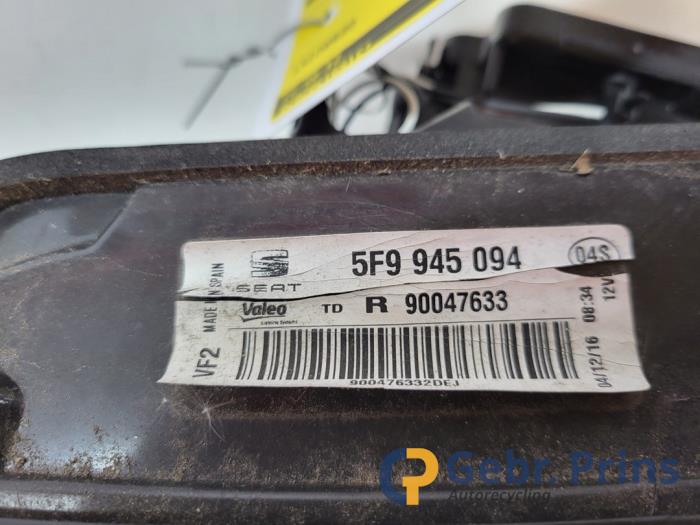 5F9 945 094
04S
SEAT
Valeo
TD R 90047633
MADE IN SPAIN
VF2
900476332DEJ
04/12/16 08:34
12V
Gebr. Prins
Autorecycling